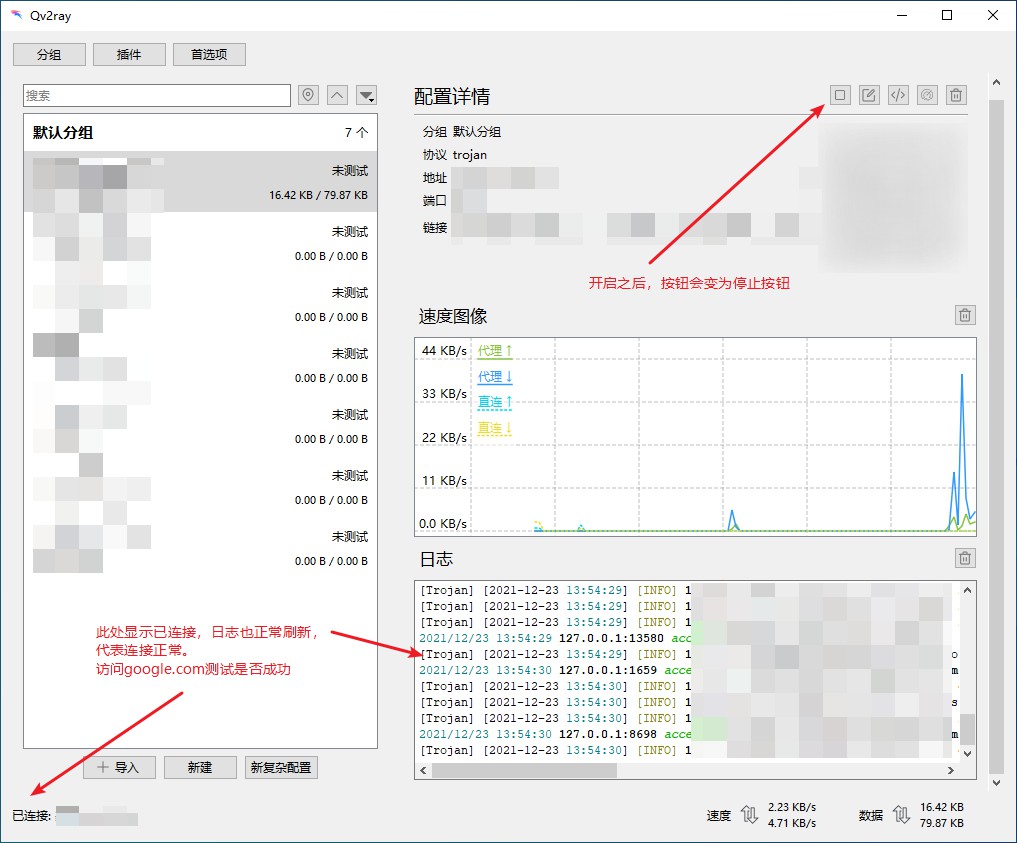 Qv2ray
分组 插件 首选项
搜索
默认分组 7 个
未测试
16.42 KB / 79.87 KB
未测试
0.00 B / 0.00 B
未测试
0.00 B / 0.00 B
未测试
0.00 B / 0.00 B
未测试
0.00 B / 0.00 B
未测试
0.00 B / 0.00 B
未测试
0.00 B / 0.00 B
此处显示已连接，日志也正常刷新，
代表连接正常。
访问google.com测试是否成功
导入 新建 新复杂配置
配置详情
分组 默认分组
协议 trojan
地址
端口
链接
开启之后，按钮会变为停止按钮
速度图像
44 KB/s
33 KB/s
22 KB/s
11 KB/s
0.0 KB/s
代理 ↑
代理 ↓
直连 ↑
直连 ↓
日志
[Trojan] [2021-12-23 13:54:29] [INFO] 1
[Trojan] [2021-12-23 13:54:29] [INFO] 1
[Trojan] [2021-12-23 13:54:29] [INFO] 1
2021/12/23 13:54:29 127.0.0.1:13580 acc
[Trojan] [2021-12-23 13:54:29] [INFO] 1 o
2021/12/23 13:54:30 127.0.0.1:1659 acce m
[Trojan] [2021-12-23 13:54:30] [INFO] 1
[Trojan] [2021-12-23 13:54:30] [INFO] 1 s
[Trojan] [2021-12-23 13:54:30] [INFO] 1
2021/12/23 13:54:30 127.0.0.1:8698 acce m
[Trojan] [2021-12-23 13:54:30] [INFO] 1
已连接:
速度 2.23 KB/s
4.71 KB/s
数据 16.42 KB
79.87 KB